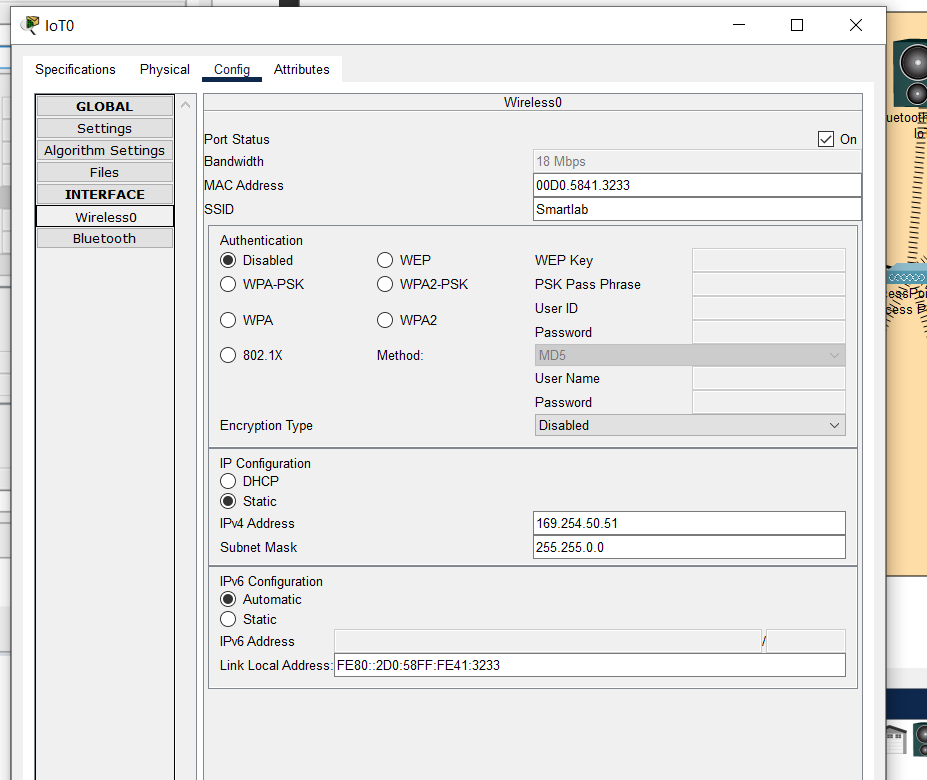 IoT0
Specifications Physical Config Attributes
GLOBAL
Settings
Algorithm Settings
Files
INTERFACE
Wireless0
Bluetooth
Wireless0
Port Status On
Bandwidth 18 Mbps
MAC Address 00D0.5841.3233
SSID Smartlab
Authentication
Disabled WEP WEP Key
WPA-PSK WPA2-PSK PSK Pass Phrase
User ID
WPA WPA2 Password
802.1X Method: MD5
User Name
Password
Encryption Type Disabled
IP Configuration
DHCP
Static
IPv4 Address 169.254.50.51
Subnet Mask 255.255.0.0
IPv6 Configuration
Automatic
Static
IPv6 Address /
Link Local Address: FE80::2D0:58FF:FE41:3233